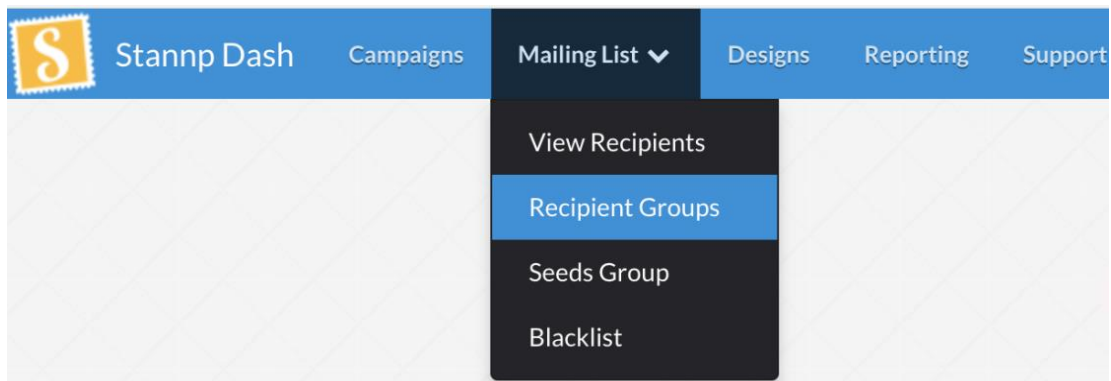 S
Stannp Dash Campaigns Mailing List Designs Reporting Support
View Recipients
Recipient Groups
Seeds Group
Blacklist